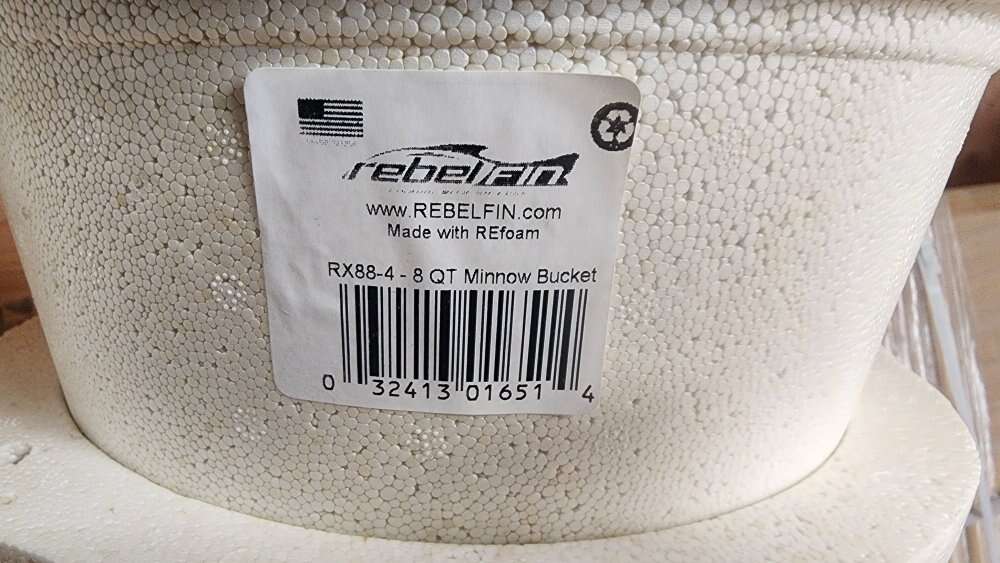 rebelfin
www.REBELFIN.com
Made with REfoam
RX88-4 - 8 QT Minnow Bucket
0 32413 01651 4